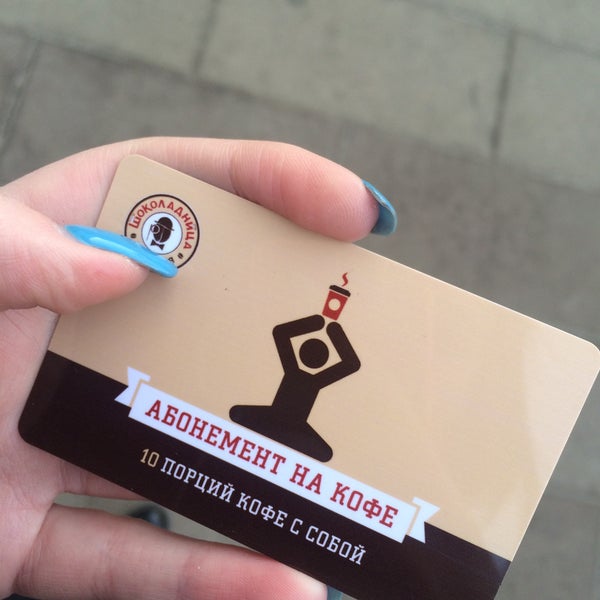 ШОКОЛАДНИЦА
АБОНЕМЕНТ НА КОФЕ
10 ПОРЦИЙ КОФЕ С СОБОЙ